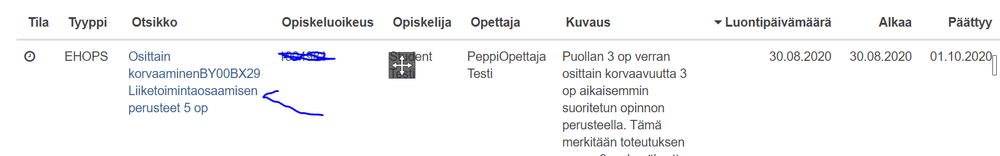 Tila Tyyppi Otsikko Opiskeluoikeus Opiskelija Opettaja Kuvaus Luontipäivämäärä Alkaa Päättyy
EHOPS Osittain Student PeppiOpettaja Puollan 3 op verran 30.08.2020 30.08.2020 01.10.2020
korvaaminenBY00BX29 Testi Testi osittain korvaavuutta 3
Liiketoimintaosaamisen op aikaisemmin
perusteet 5 op suoritetun opinnon
perusteella. Tämä
merkitään toteutuksen